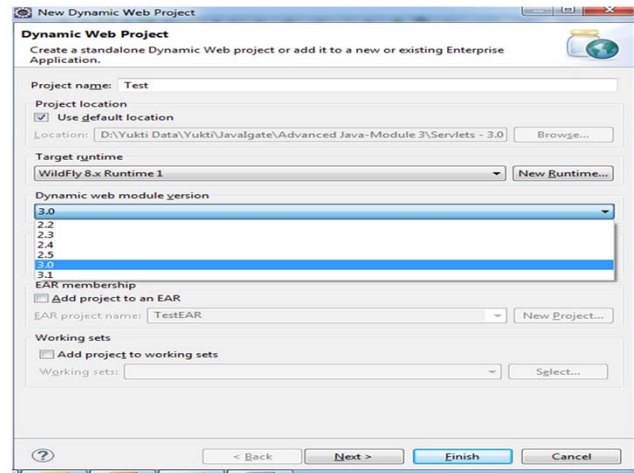 New Dynamic Web Project
Dynamic Web Project
Create a standalone Dynamic Web project or add it to a new or existing Enterprise
Application.
Project name: Test
Project location
Use default location
Location: D:\Yukti Data\Yukti\JavaIgate\Advanced Java-Module 3\Servlets - 3.0 Browse...
Target runtime
WildFly 8.x Runtime 1 New Runtime...
Dynamic web module version
3.0
2.2
2.3
2.4
2.5
3.0
3.1
EAR membership
Add project to an EAR
EAR project name: TestEAR New Project...
Working sets
Add project to working sets
Working sets: Select...
? < Back Next > Finish Cancel